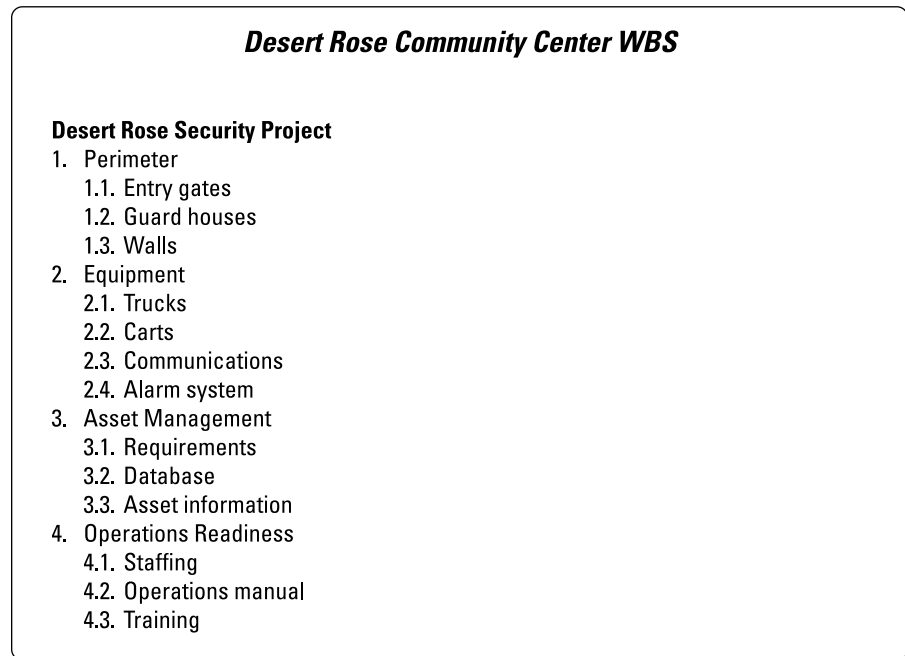 Desert Rose Community Center WBS
Desert Rose Security Project
1. Perimeter
1.1. Entry gates
1.2. Guard houses
1.3. Walls
2. Equipment
2.1. Trucks
2.2. Carts
2.3. Communications
2.4. Alarm system
3. Asset Management
3.1. Requirements
3.2. Database
3.3. Asset information
4. Operations Readiness
4.1. Staffing
4.2. Operations manual
4.3. Training